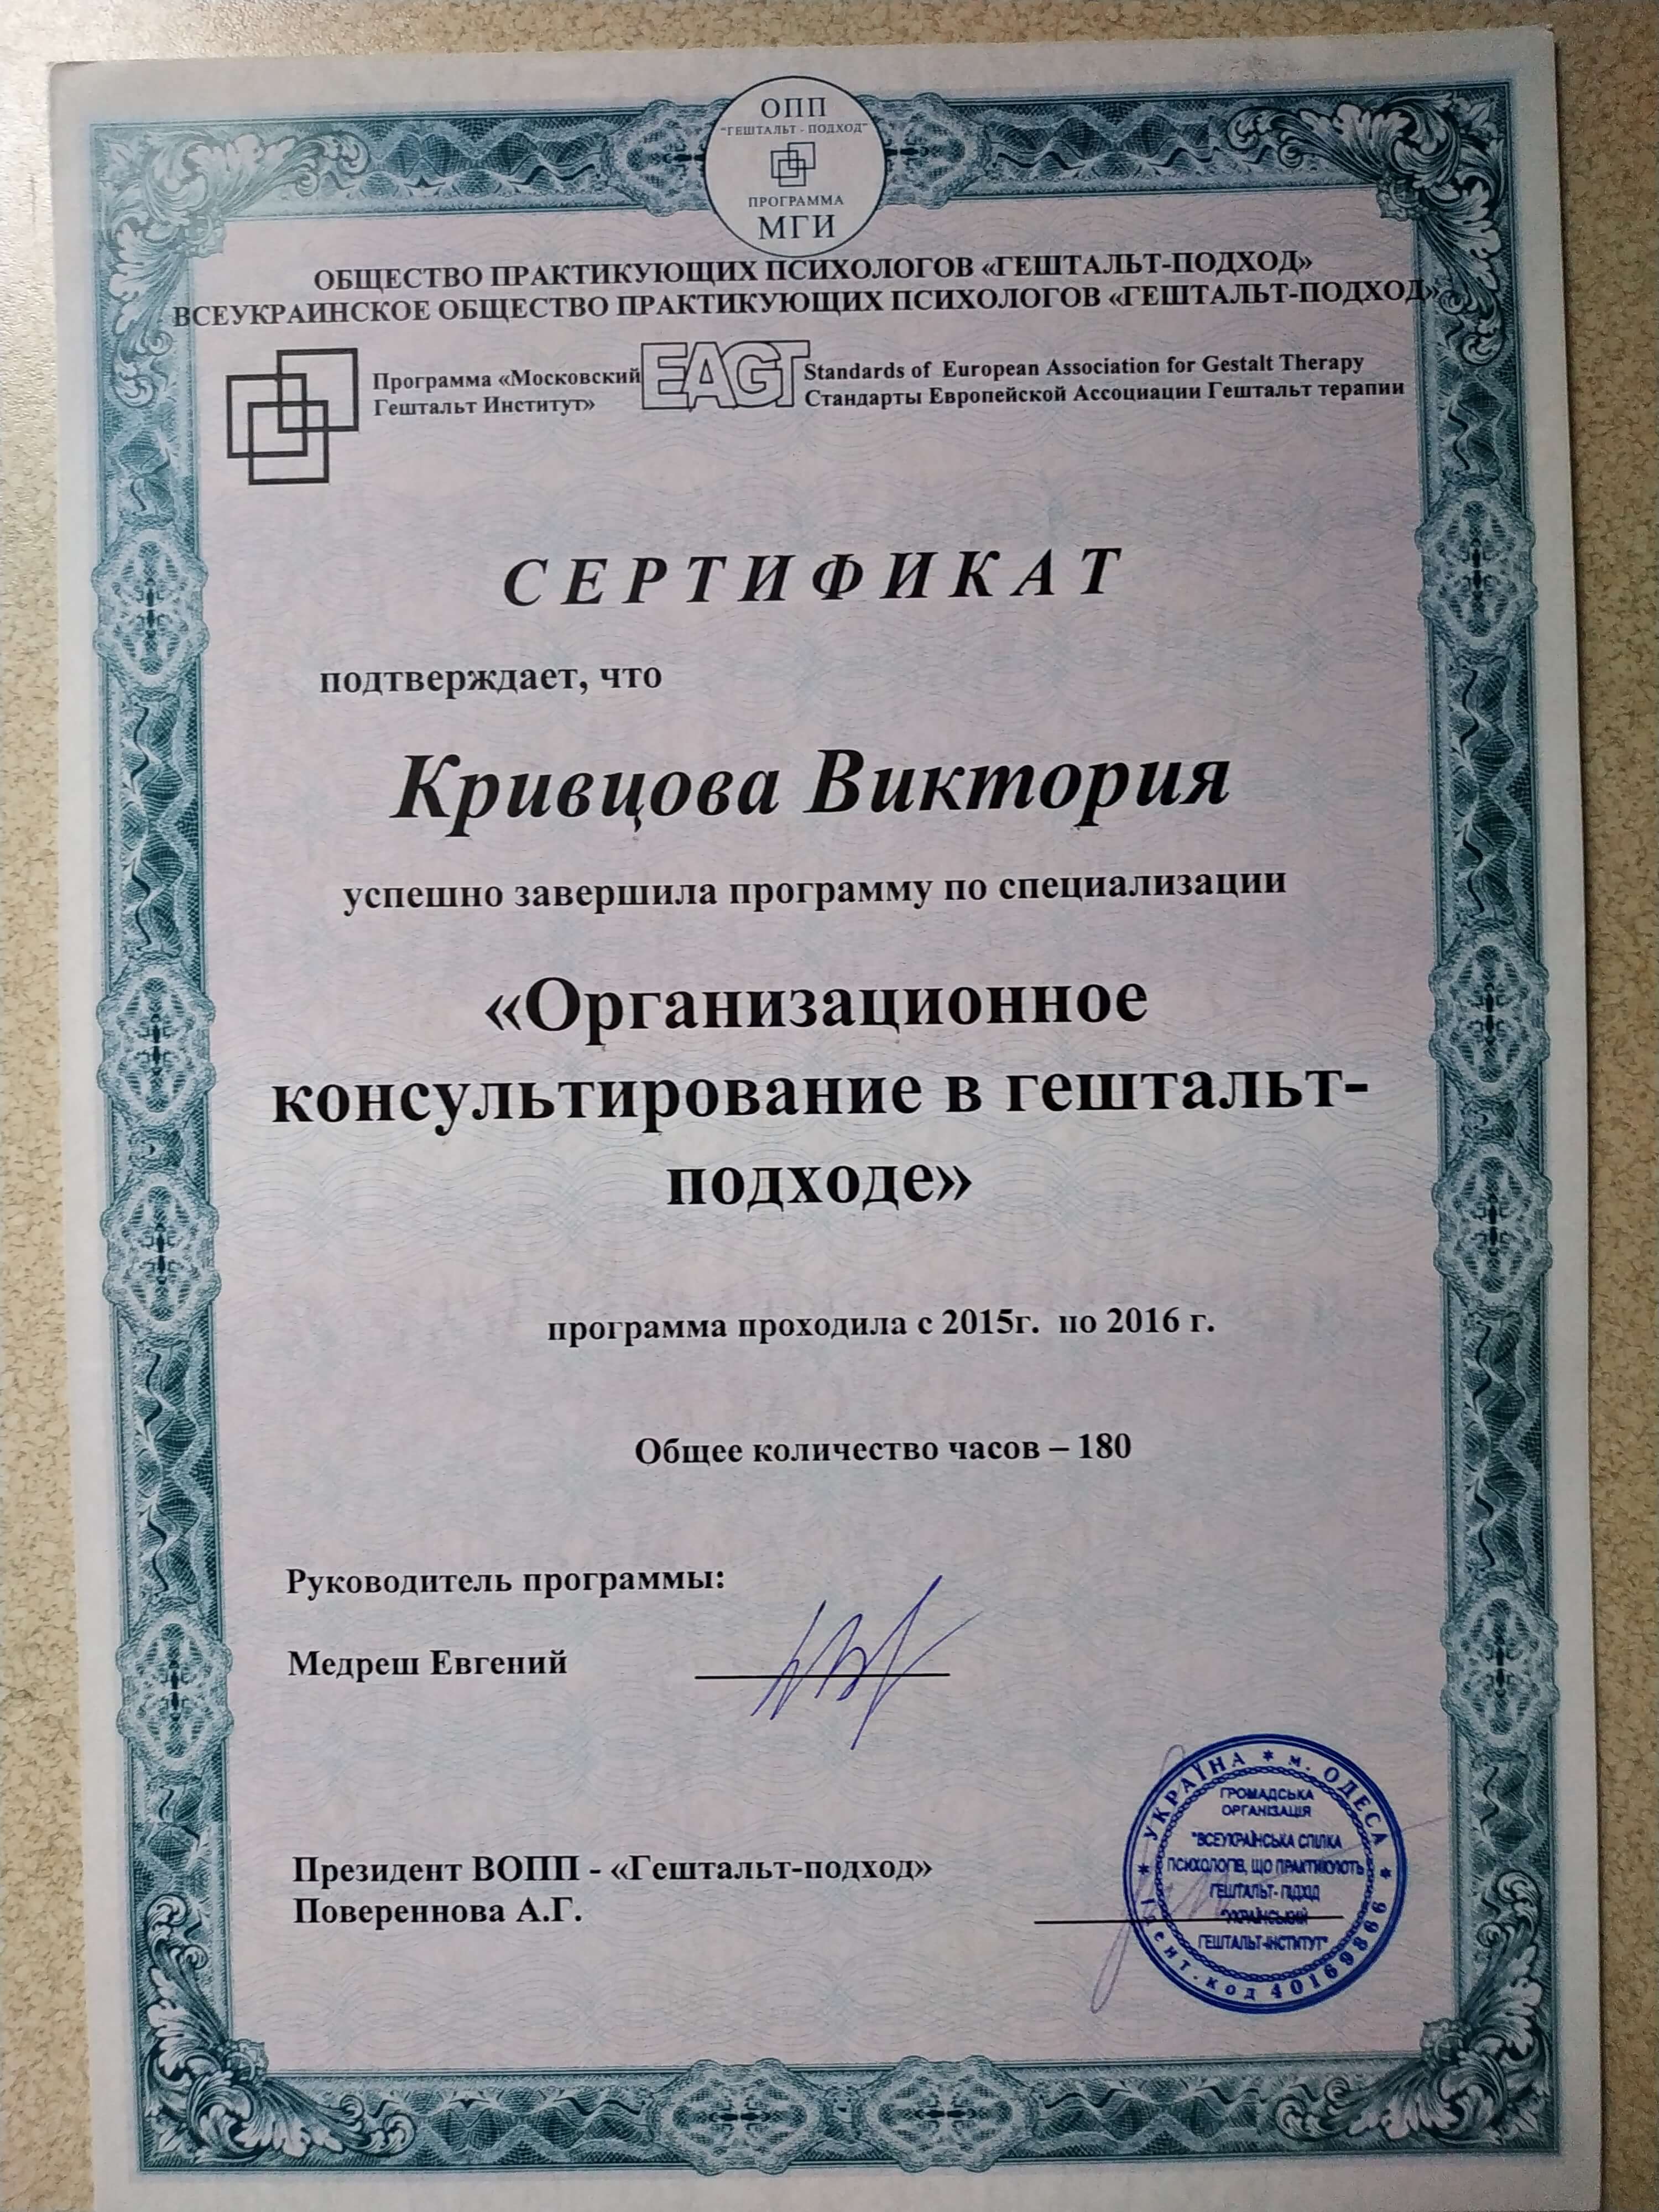 ОПП
"ГЕШТАЛЬТ - ПОДХОД"
ПРОГРАММА
МГИ
ОБЩЕСТВО ПРАКТИКУЮЩИХ ПСИХОЛОГОВ «ГЕШТАЛЬТ-ПОДХОД»
ВСЕУКРАИНСКОЕ ОБЩЕСТВО ПРАКТИКУЮЩИХ ПСИХОЛОГОВ «ГЕШТАЛЬТ-ПОДХОД»
Программа «Московский
Гештальт Институт»
EAGT
Standards of European Association for Gestalt Therapy
Стандарты Европейской Ассоциации Гештальт терапии
СЕРТИФИКАТ
подтверждает, что
Кривцова Виктория
успешно завершила программу по специализации
«Организационное
консультирование в гештальт-
подходе»
программа проходила с 2015г. по 2016 г.
Общее количество часов – 180
Руководитель программы:
Медреш Евгений
Президент ВОПП - «Гештальт-подход»
Повереннова А.Г.
* УКРАЇНА * м. ОДЕСА *
ГРОМАДСЬКА
ОРГАНІЗАЦІЯ
"ВСЕУКРАЇНСЬКА СПІЛКА
ПСИХОЛОГІВ, ЩО ПРАКТИКУЮТЬ
ГЕШТАЛЬТ- ПІДХІД
"УКРАЇНСЬКИЙ
ГЕШТАЛЬТ-ІНСТИТУТ"
Ідент.код 40169866